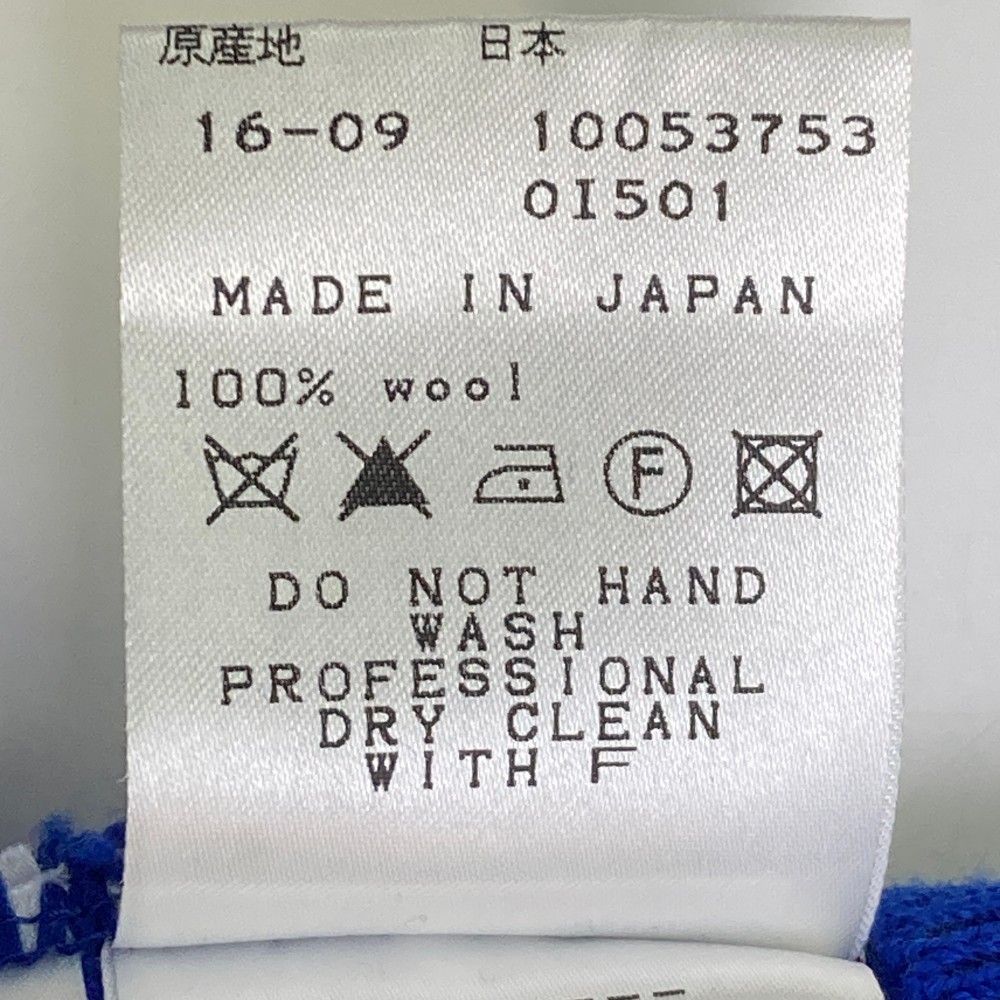 原産地 日本
16-09 10053753
OI501
MADE IN JAPAN
100% wool
F
DO NOT HAND
WASH
PROFESSIONAL
DRY CLEAN
WITH F